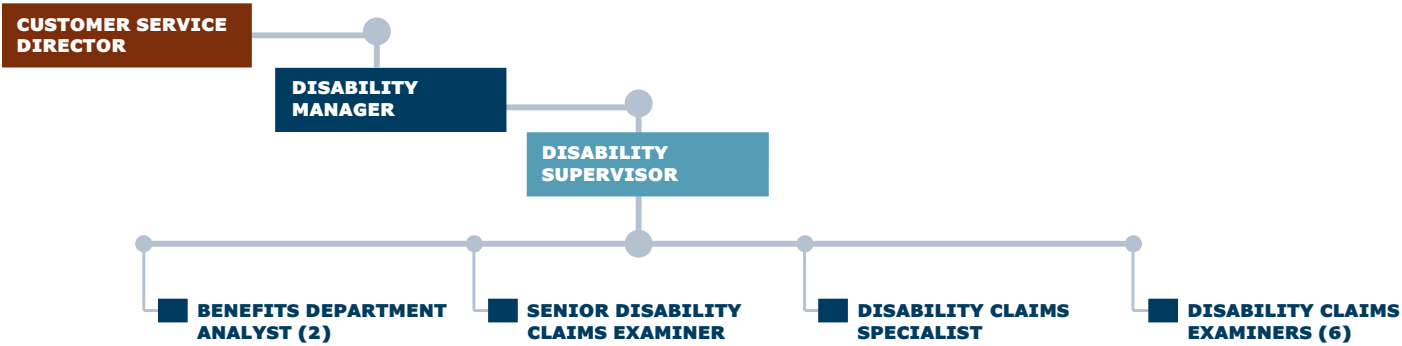 CUSTOMER SERVICE
DIRECTOR
DISABILITY
MANAGER
DISABILITY
SUPERVISOR
BENEFITS DEPARTMENT
ANALYST (2)
SENIOR DISABILITY
CLAIMS EXAMINER
DISABILITY CLAIMS
SPECIALIST
DISABILITY CLAIMS
EXAMINERS (6)